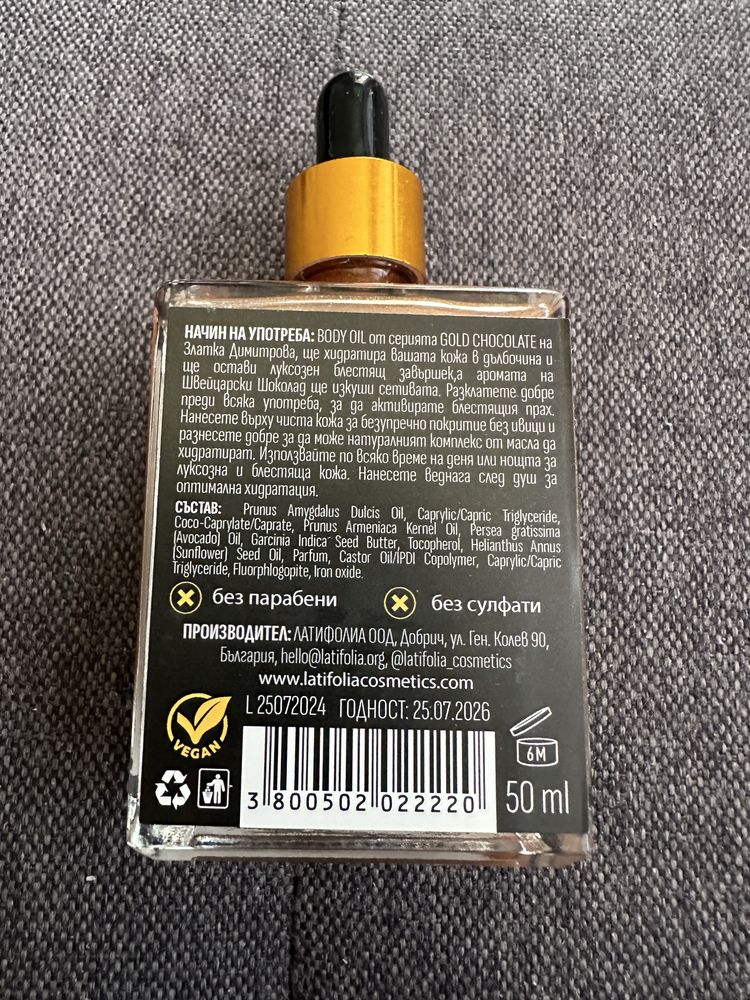 НАЧИН НА УПОТРЕБА: BODY OIL от серията GOLD CHOCOLATE на
Златка Димитрова, ще хидратира вашата кожа в дълбочина и
ще остави луксозен блестящ завършек,а аромата на
Швейцарски Шоколад ще изкуши сетивата. Разклатете добре
преди всяка употреба, за да активирате блестящия прах.
Нанесете върху чиста кожа за безупречно покритие без ивици и
разнесете добре за да може натуралният комплекс от масла да
хидратират. Използвайте по всяко време на деня или нощта за
луксозна и блестяща кожа. Нанесете веднага след душ за
оптимална хидратация.
СЪСТАВ: Prunus Amygdalus Dulcis Oil, Caprylic/Capric Triglyceride,
Coco-Caprylate/Caprate, Prunus Armeniaca Kernel Oil, Persea gratissima
(Avocado) Oil, Garcinia Indica Seed Butter, Tocopherol, Helianthus Annus
(Sunflower) Seed Oil, Parfum, Castor Oil/IPDI Copolymer, Caprylic/Capric
Triglyceride, Fluorphlogopite, Iron oxide.
без парабени без сулфати
ПРОИЗВОДИТЕЛ: ЛАТИФОЛИА ООД, Добрич, ул. Ген. Колев 90,
България, hello@latifolia.org, @latifolia_cosmetics
www.latifoliacosmetics.com
L 25072024 ГОДНОСТ: 25.07.2026
VEGAN
6M
3 800502 022220
50 ml